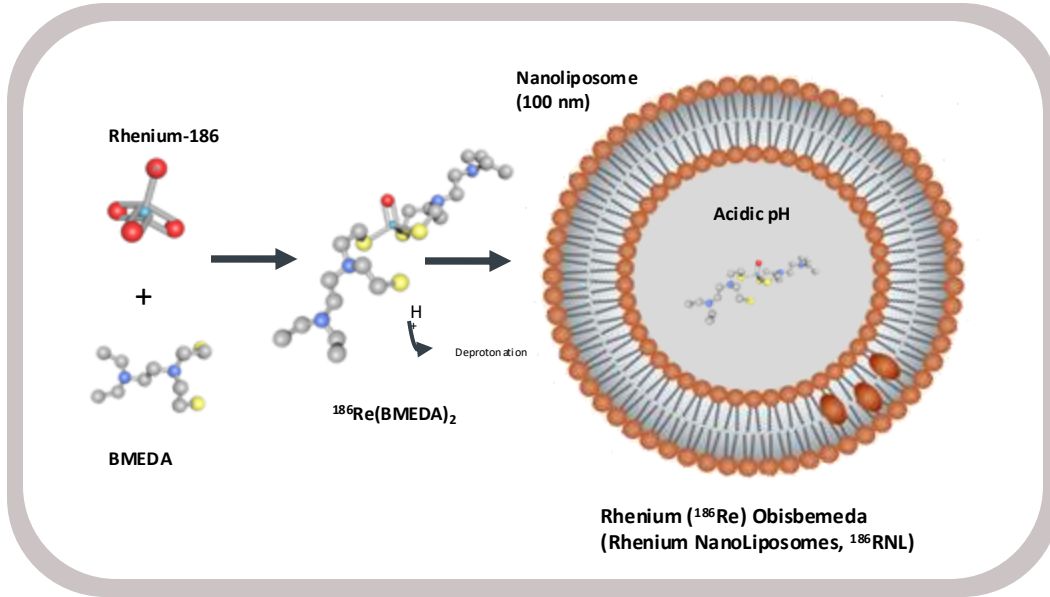 Rhenium-186
+
BMEDA
¹⁸⁶Re(BMEDA)₂
H
+
Deprotonation
Nanoliposome
(100 nm)
Acidic pH
Rhenium (¹⁸⁶Re) Obisbemeda
(Rhenium NanoLiposomes, ¹⁸⁶RNL)